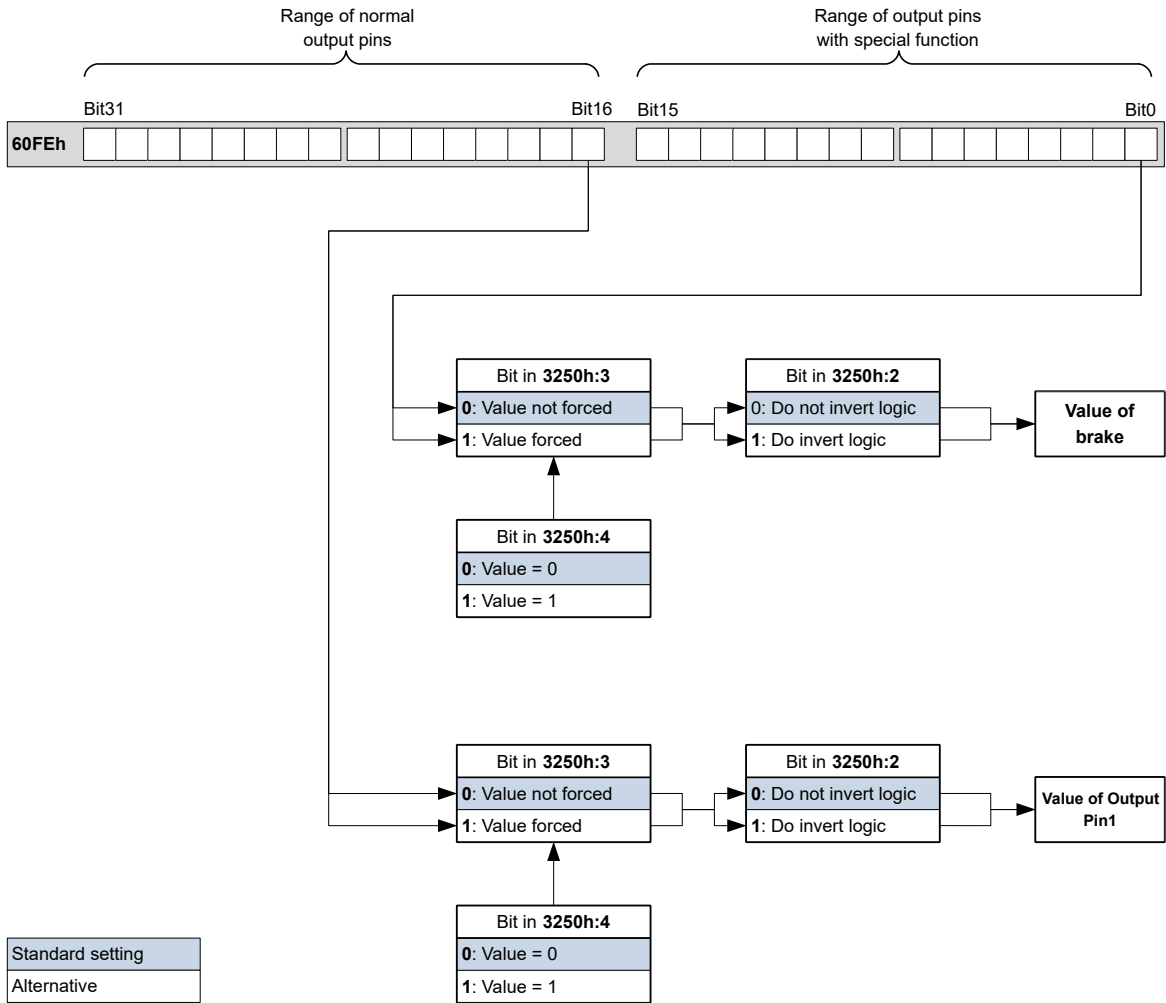 Range of normal
output pins
Range of output pins
with special function
Bit31
Bit16
Bit15
Bit0
60FEh
Bit in 3250h:3
0: Value not forced
1: Value forced
Bit in 3250h:2
0: Do not invert logic
1: Do invert logic
Value of
brake
Bit in 3250h:4
0: Value = 0
1: Value = 1
Bit in 3250h:3
0: Value not forced
1: Value forced
Bit in 3250h:2
0: Do not invert logic
1: Do invert logic
Value of Output
Pin1
Bit in 3250h:4
0: Value = 0
1: Value = 1
Standard setting
Alternative